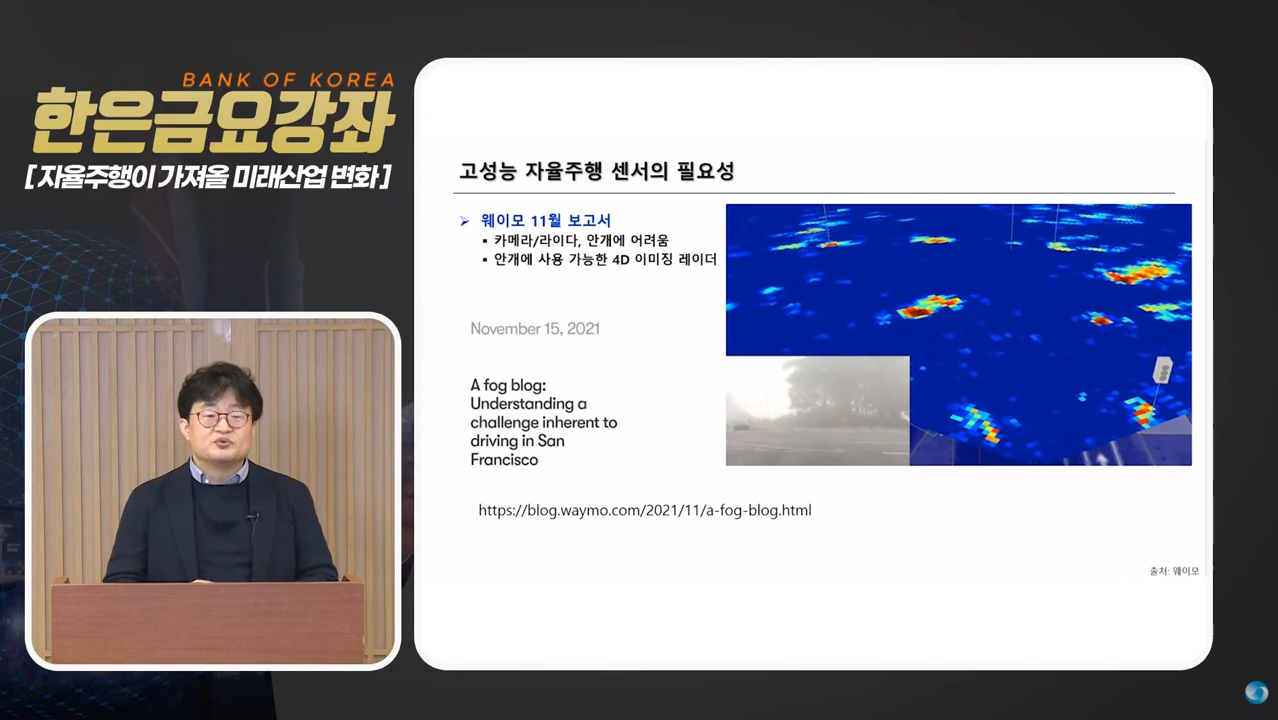 BANK OF KOREA
한은금요강좌
[ 자율주행이 가져올 미래산업 변화 ]
고성능 자율주행 센서의 필요성
➢ 웨이모 11월 보고서
▪ 카메라/라이다, 안개에 어려움
▪ 안개에 사용 가능한 4D 이미징 레이더
November 15, 2021
A fog blog:
Understanding a
challenge inherent to
driving in San
Francisco
https://blog.waymo.com/2021/11/a-fog-blog.html
출처: 웨이모